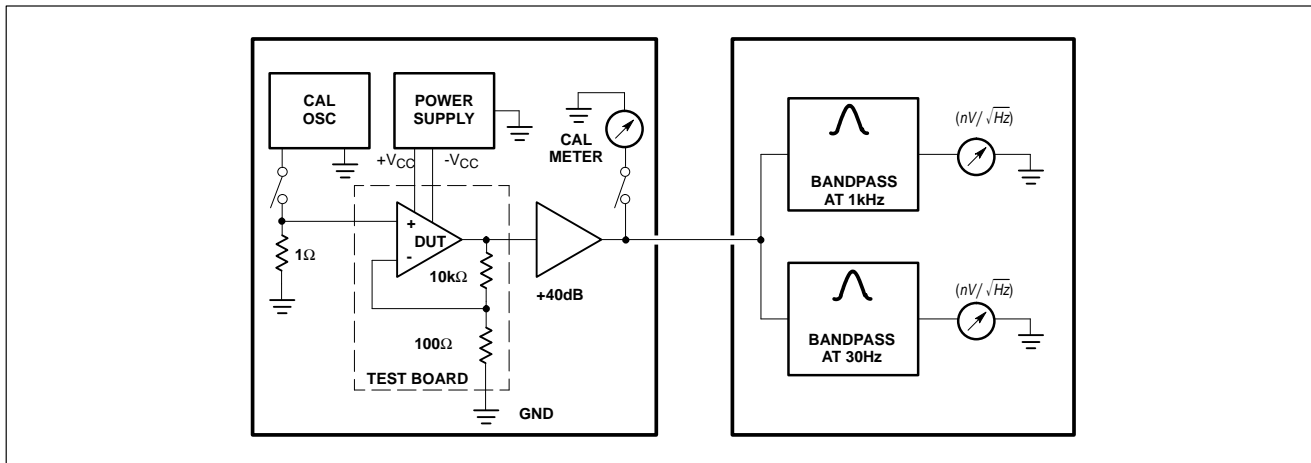 CAL
OSC
POWER
SUPPLY
CAL
METER
+VCC
-VCC
+
DUT
-
1Ω
10kΩ
+40dB
100Ω
TEST BOARD
GND
(nV/√Hz)
BANDPASS
AT 1kHz
(nV/√Hz)
BANDPASS
AT 30Hz